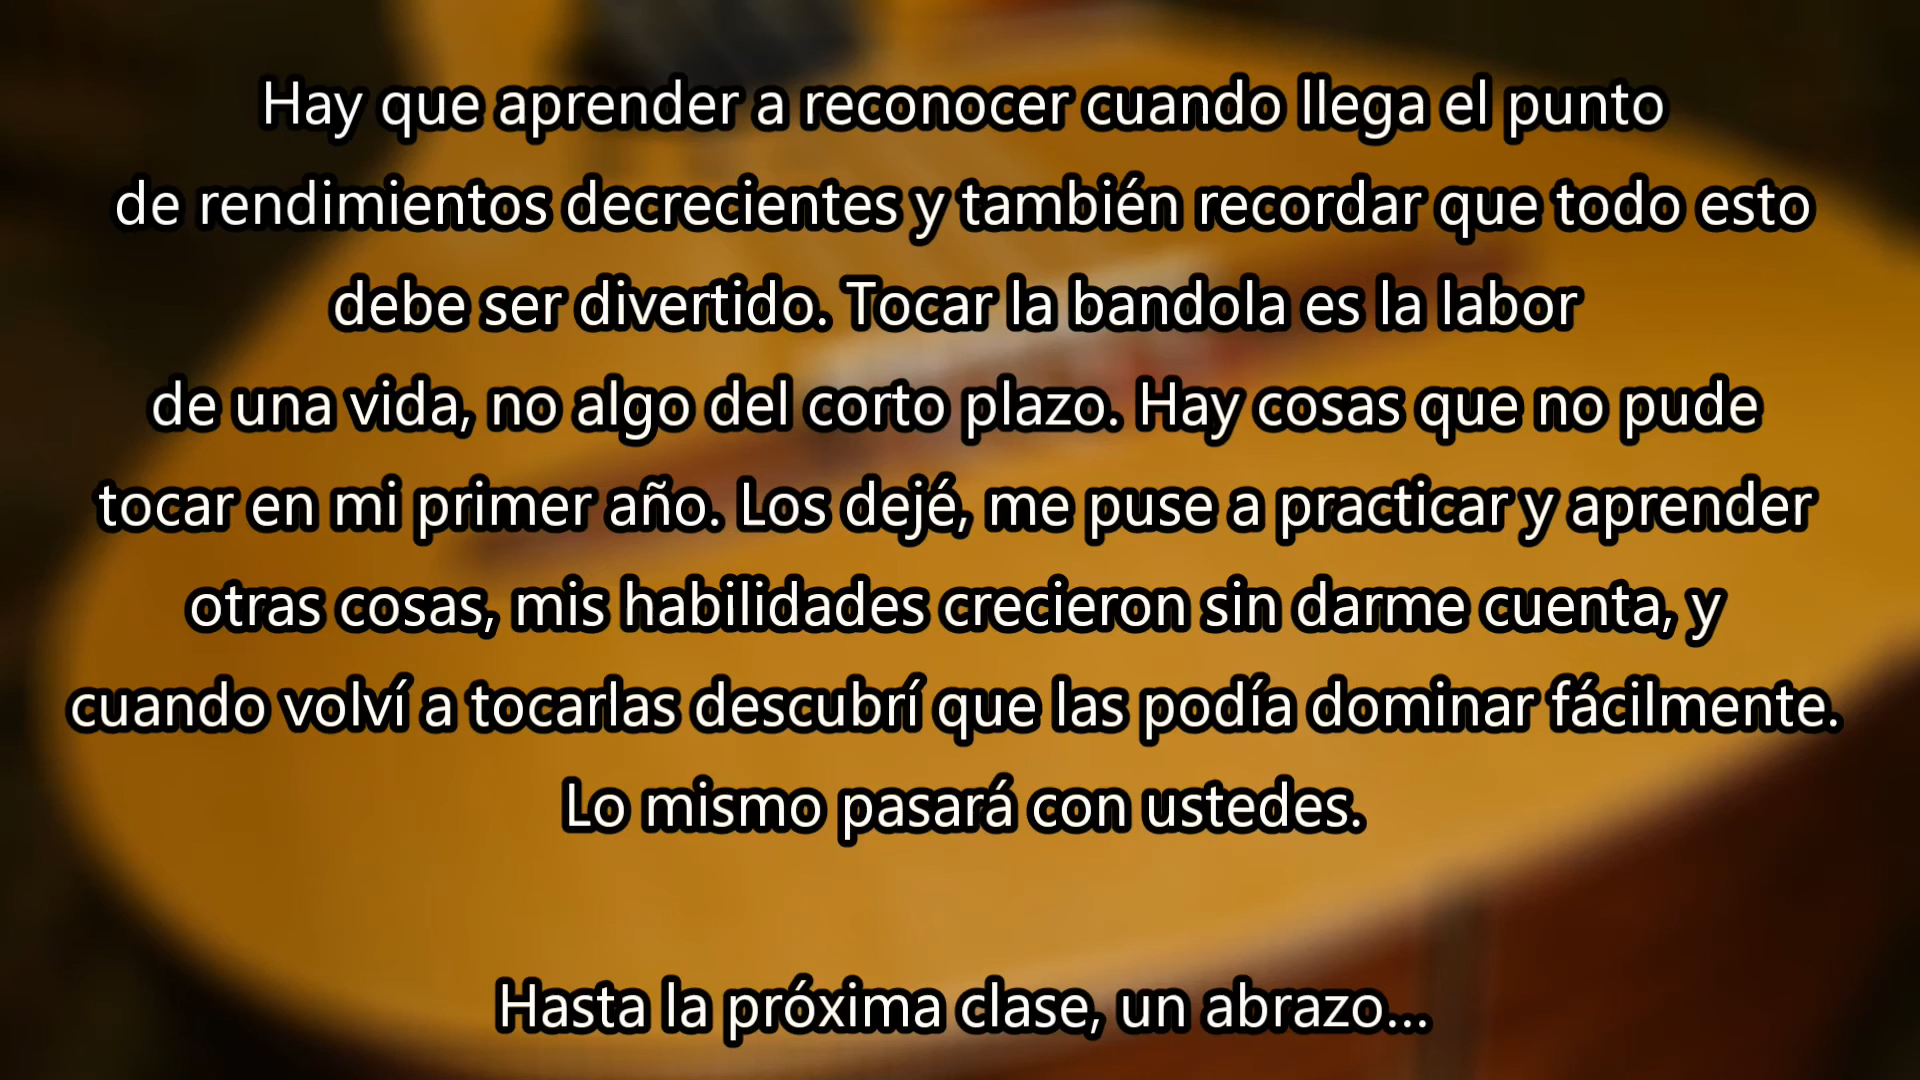 Hay que aprender a reconocer cuando llega el punto
de rendimientos decrecientes y también recordar que todo esto
debe ser divertido. Tocar la bandola es la labor
de una vida, no algo del corto plazo. Hay cosas que no pude
tocar en mi primer año. Los dejé, me puse a practicar y aprender
otras cosas, mis habilidades crecieron sin darme cuenta, y
cuando volví a tocarlas descubrí que las podía dominar fácilmente.
Lo mismo pasará con ustedes.
Hasta la próxima clase, un abrazo...